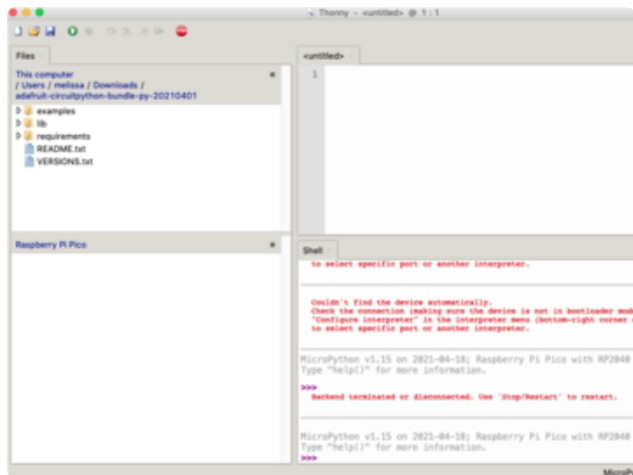 Thonny - <untitled> @ 1 : 1
Files
This computer
/ Users / melissa / Downloads /
adafruit-circuitpython-bundle-py-20210401
examples
lib
requirements
README.txt
VERSIONS.txt
Raspberry Pi Pico
<untitled>
1
Shell
to select specific port or another interpreter.
Couldn't find the device automatically.
Check the connection (making sure the device is not in bootloader mod
"Configure interpreter" in the interpreter menu (bottom-right corner
to select specific port or another interpreter.
MicroPython v1.15 on 2021-04-18; Raspberry Pi Pico with RP2040
Type "help()" for more information.
>>>
Backend terminated or disconnected. Use 'Stop/Restart' to restart.
MicroPython v1.15 on 2021-04-18; Raspberry Pi Pico with RP2040
Type "help()" for more information.
>>>
MicroPy